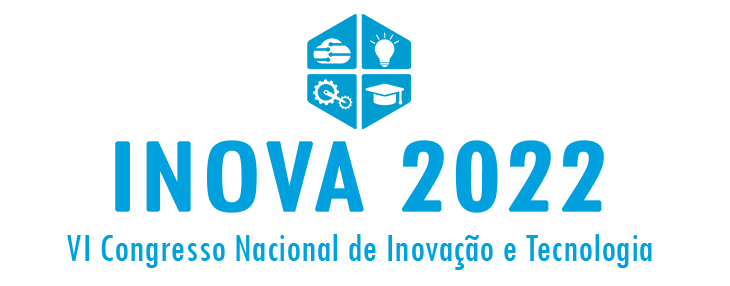 INOVA 2022
VI Congresso Nacional de Inovação e Tecnologia